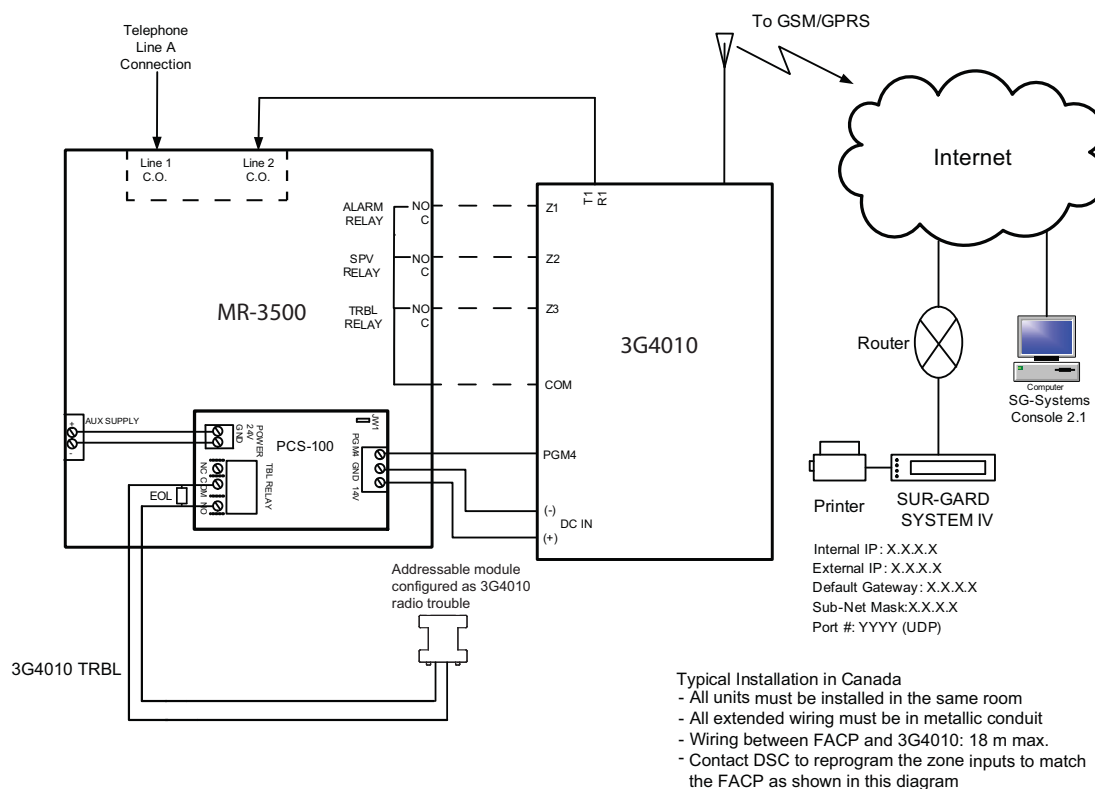 Telephone
Line A
Connection
To GSM/GPRS
Internet
Line 1
C.O.
Line 2
C.O.
T1
R1
ALARM
RELAY
NO
C
Z1
SPV
RELAY
NO
C
Z2
MR-3500
TRBL
RELAY
NO
C
Z3
3G4010
COM
Router
Computer
SG-Systems
Console 2.1
AUX SUPPLY
+
-
POWER
24V
GND
PCS-100
JW1
PGM4
GND
14V
PGM4
TBL RELAY
NC
COM
NO
EOL
(-)
DC IN
(+)
Printer
SUR-GARD
SYSTEM IV
Internal IP: X.X.X.X
External IP: X.X.X.X
Default Gateway: X.X.X.X
Sub-Net Mask:X.X.X.X
Port #: YYYY (UDP)
Addressable module
configured as 3G4010
radio trouble
3G4010 TRBL
Typical Installation in Canada
- All units must be installed in the same room
- All extended wiring must be in metallic conduit
- Wiring between FACP and 3G4010: 18 m max.
- Contact DSC to reprogram the zone inputs to match
the FACP as shown in this diagram